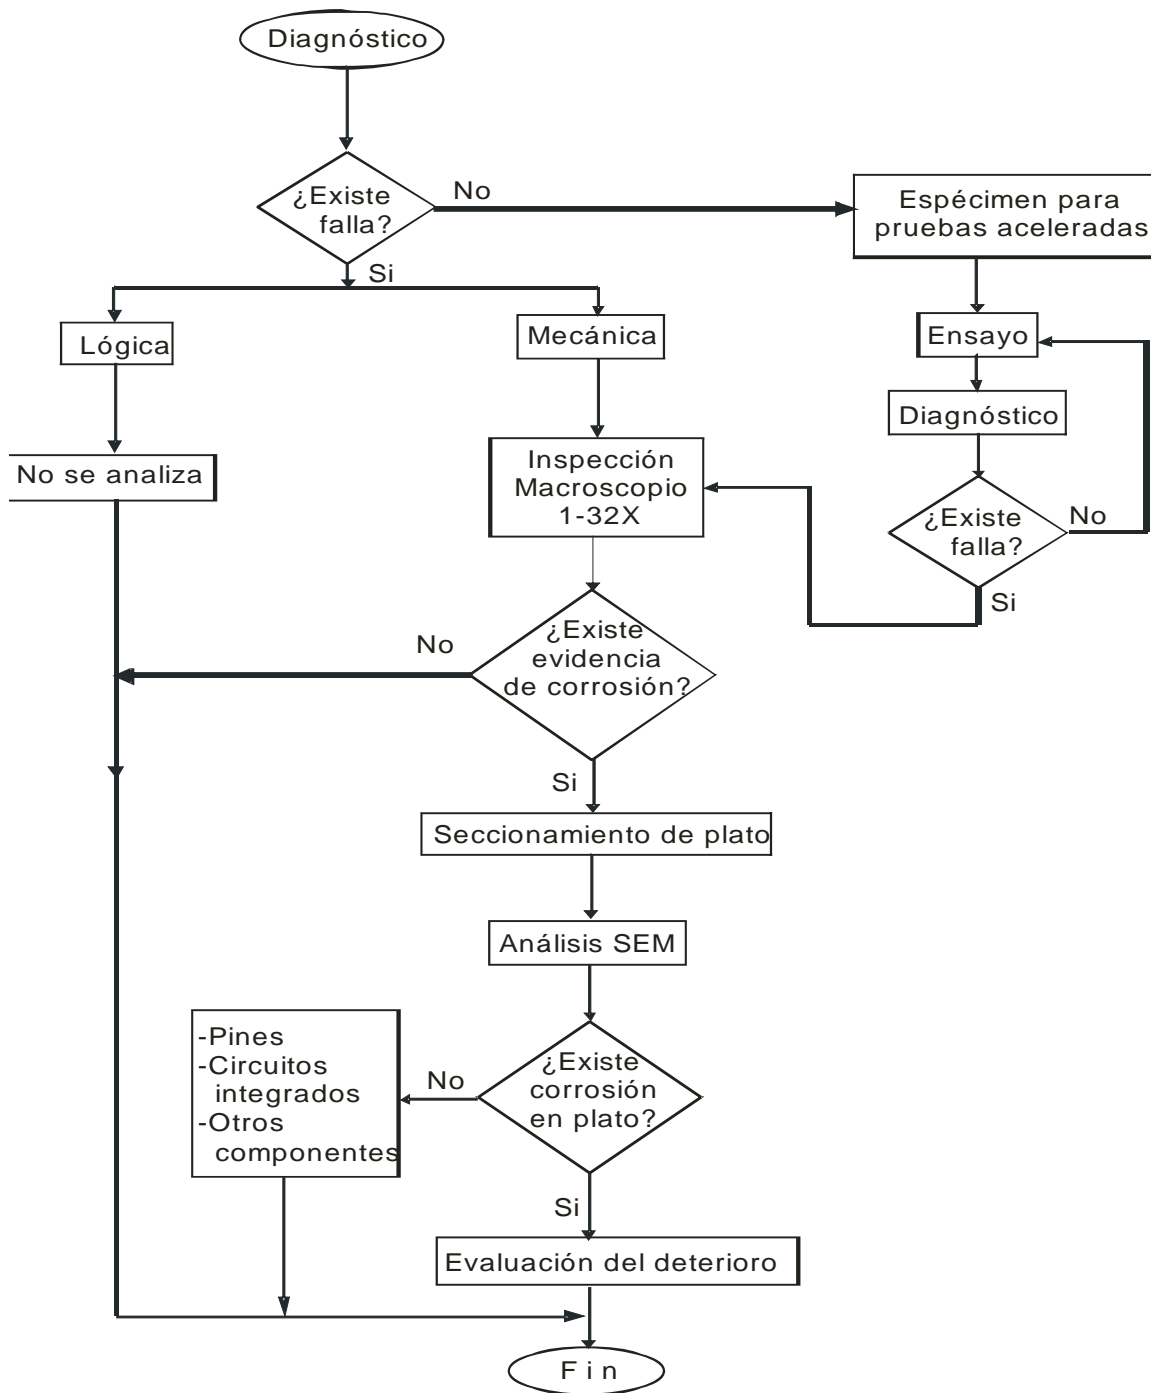 Diagnóstico
¿Existe
falla?
No
Si
Espécimen para
pruebas aceleradas
Lógica
Mecánica
Ensayo
Diagnóstico
No se analiza
Inspección
Macroscopio
1-32X
¿Existe
falla?
No
Si
¿Existe
evidencia
de corrosión?
No
Si
Seccionamiento de plato
Análisis SEM
¿Existe
corrosión
en plato?
No
-Pines
-Circuitos
integrados
-Otros
componentes
Si
Evaluación del deterioro
F i n